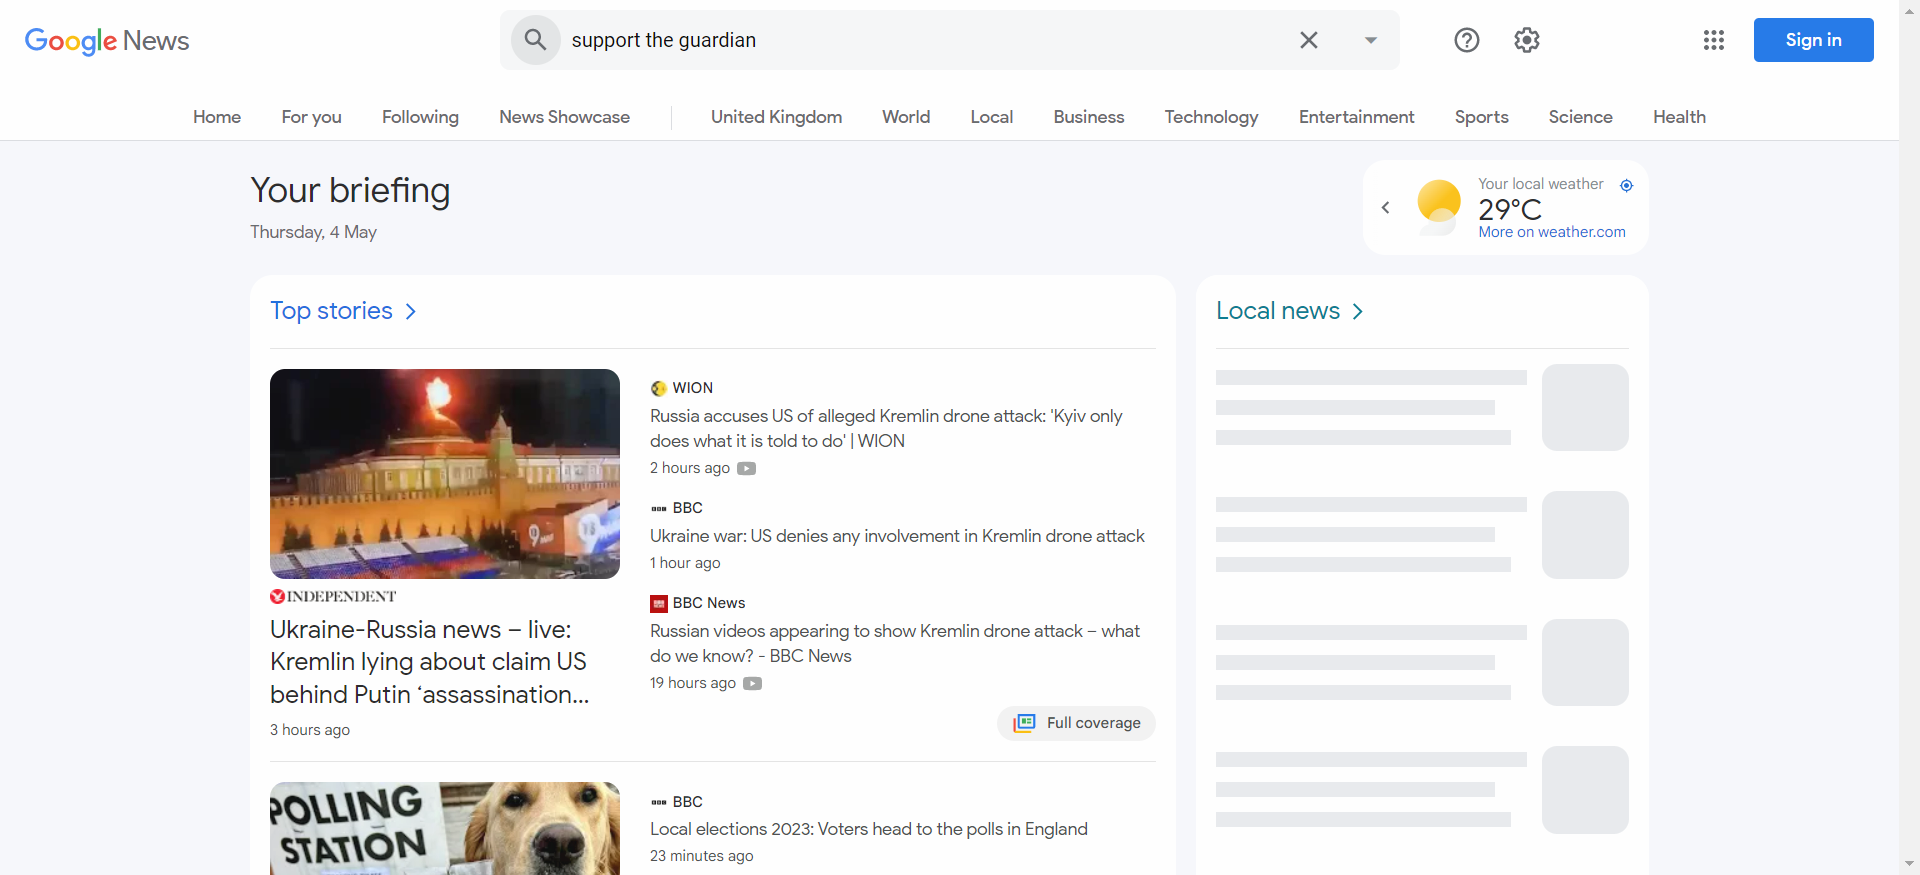 Google News
support the guardian
Sign in
Home
For you
Following
News Showcase
United Kingdom
World
Local
Business
Technology
Entertainment
Sports
Science
Health
Your briefing
Thursday, 4 May
Your local weather
29°C
More on weather.com
Top stories
Local news
INDEPENDENT
Ukraine-Russia news – live:
Kremlin lying about claim US
behind Putin ‘assassination...
3 hours ago
WION
Russia accuses US of alleged Kremlin drone attack: 'Kyiv only
does what it is told to do' | WION
2 hours ago
BBC
Ukraine war: US denies any involvement in Kremlin drone attack
1 hour ago
BBC News
Russian videos appearing to show Kremlin drone attack – what
do we know? - BBC News
19 hours ago
Full coverage
POLLING
STATION
BBC
Local elections 2023: Voters head to the polls in England
23 minutes ago